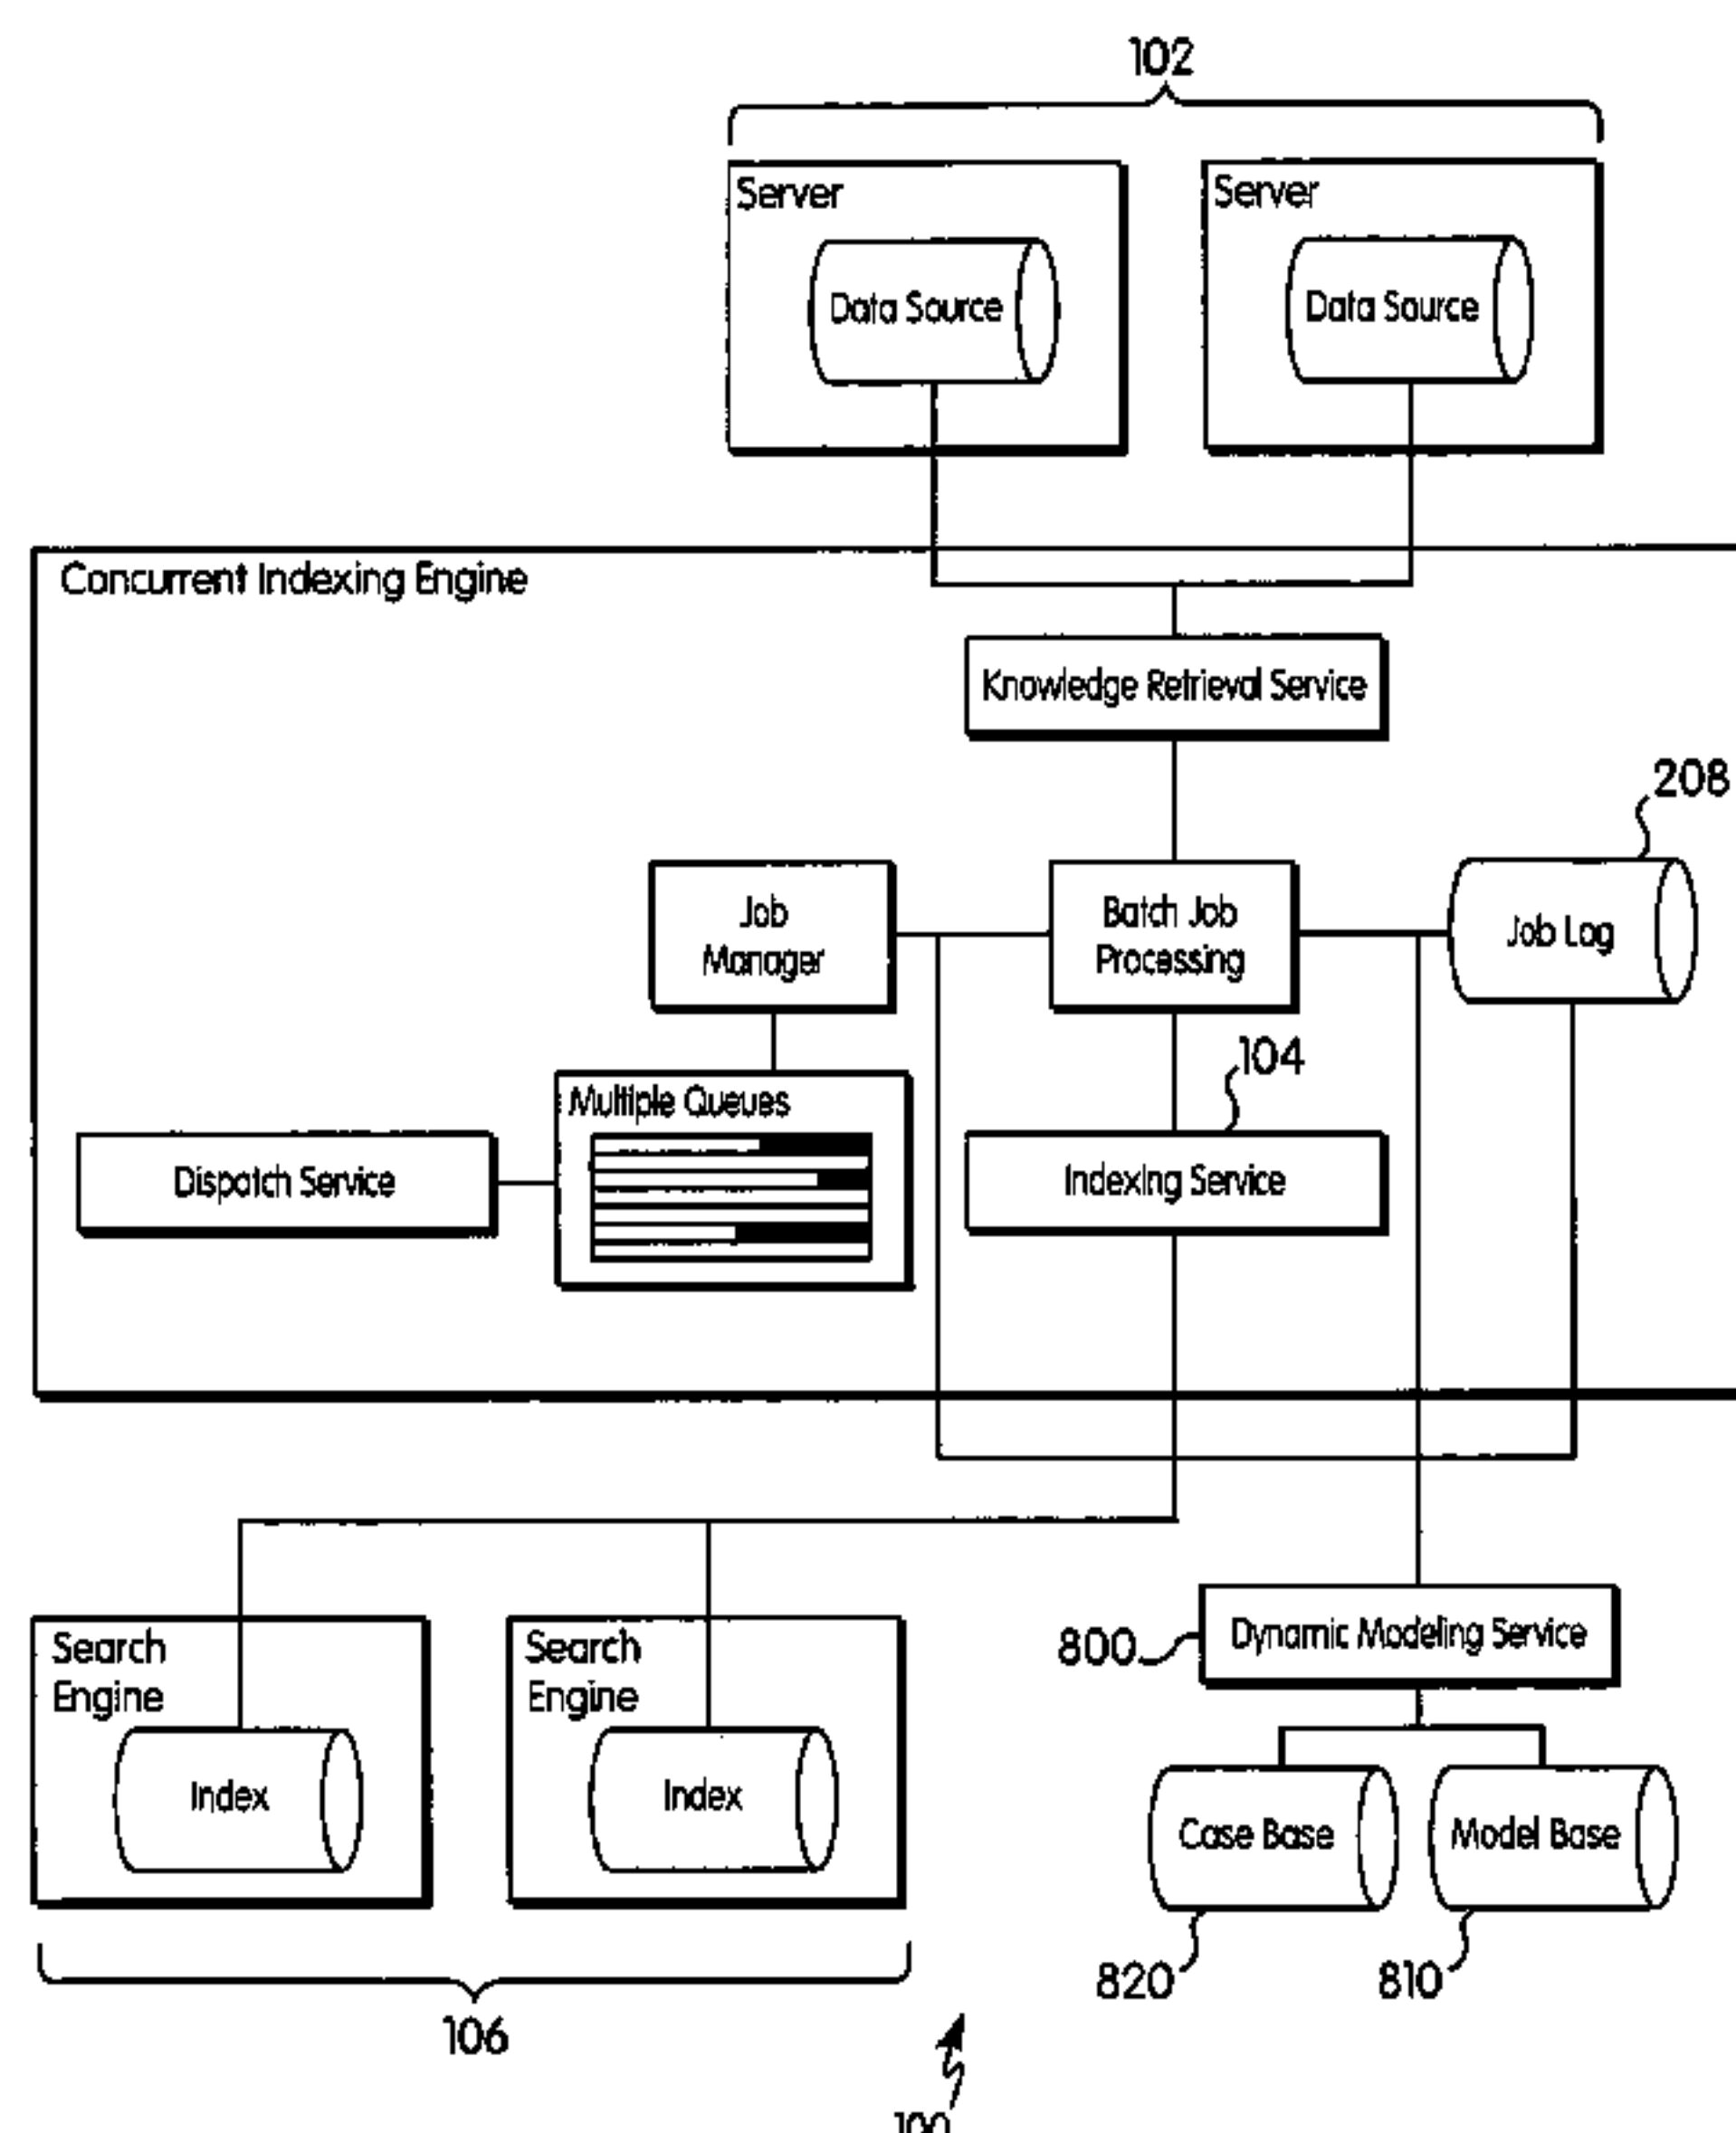 102
Server
Server
Data Source
Data Source
Concurrent Indexing Engine
Knowledge Retrieval Service
208
Job
Manager
Batch Job
Processing
Job Log
104
Multiple Queues
Dispatch Service
Indexing Service
800
Dynamic Modeling Service
Search
Engine
Search
Engine
Index
Index
Case Base
Model Base
820
810
106
100